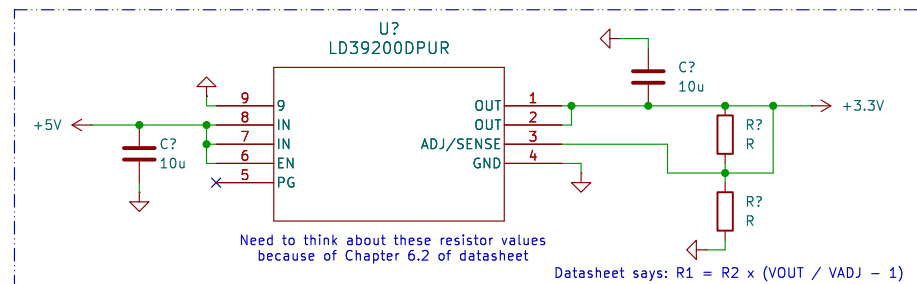 U?
LD39200DPUR
C?
10u
9 9 OUT 1
+3.3V
+5V
8 IN OUT 2
R?
R
C?
10u
7 IN ADJ/SENSE 3
6 EN GND 4
5 PG
R?
R
Need to think about these resistor values
because of Chapter 6.2 of datasheet
Datasheet says: R1 = R2 x (VOUT / VADJ - 1)